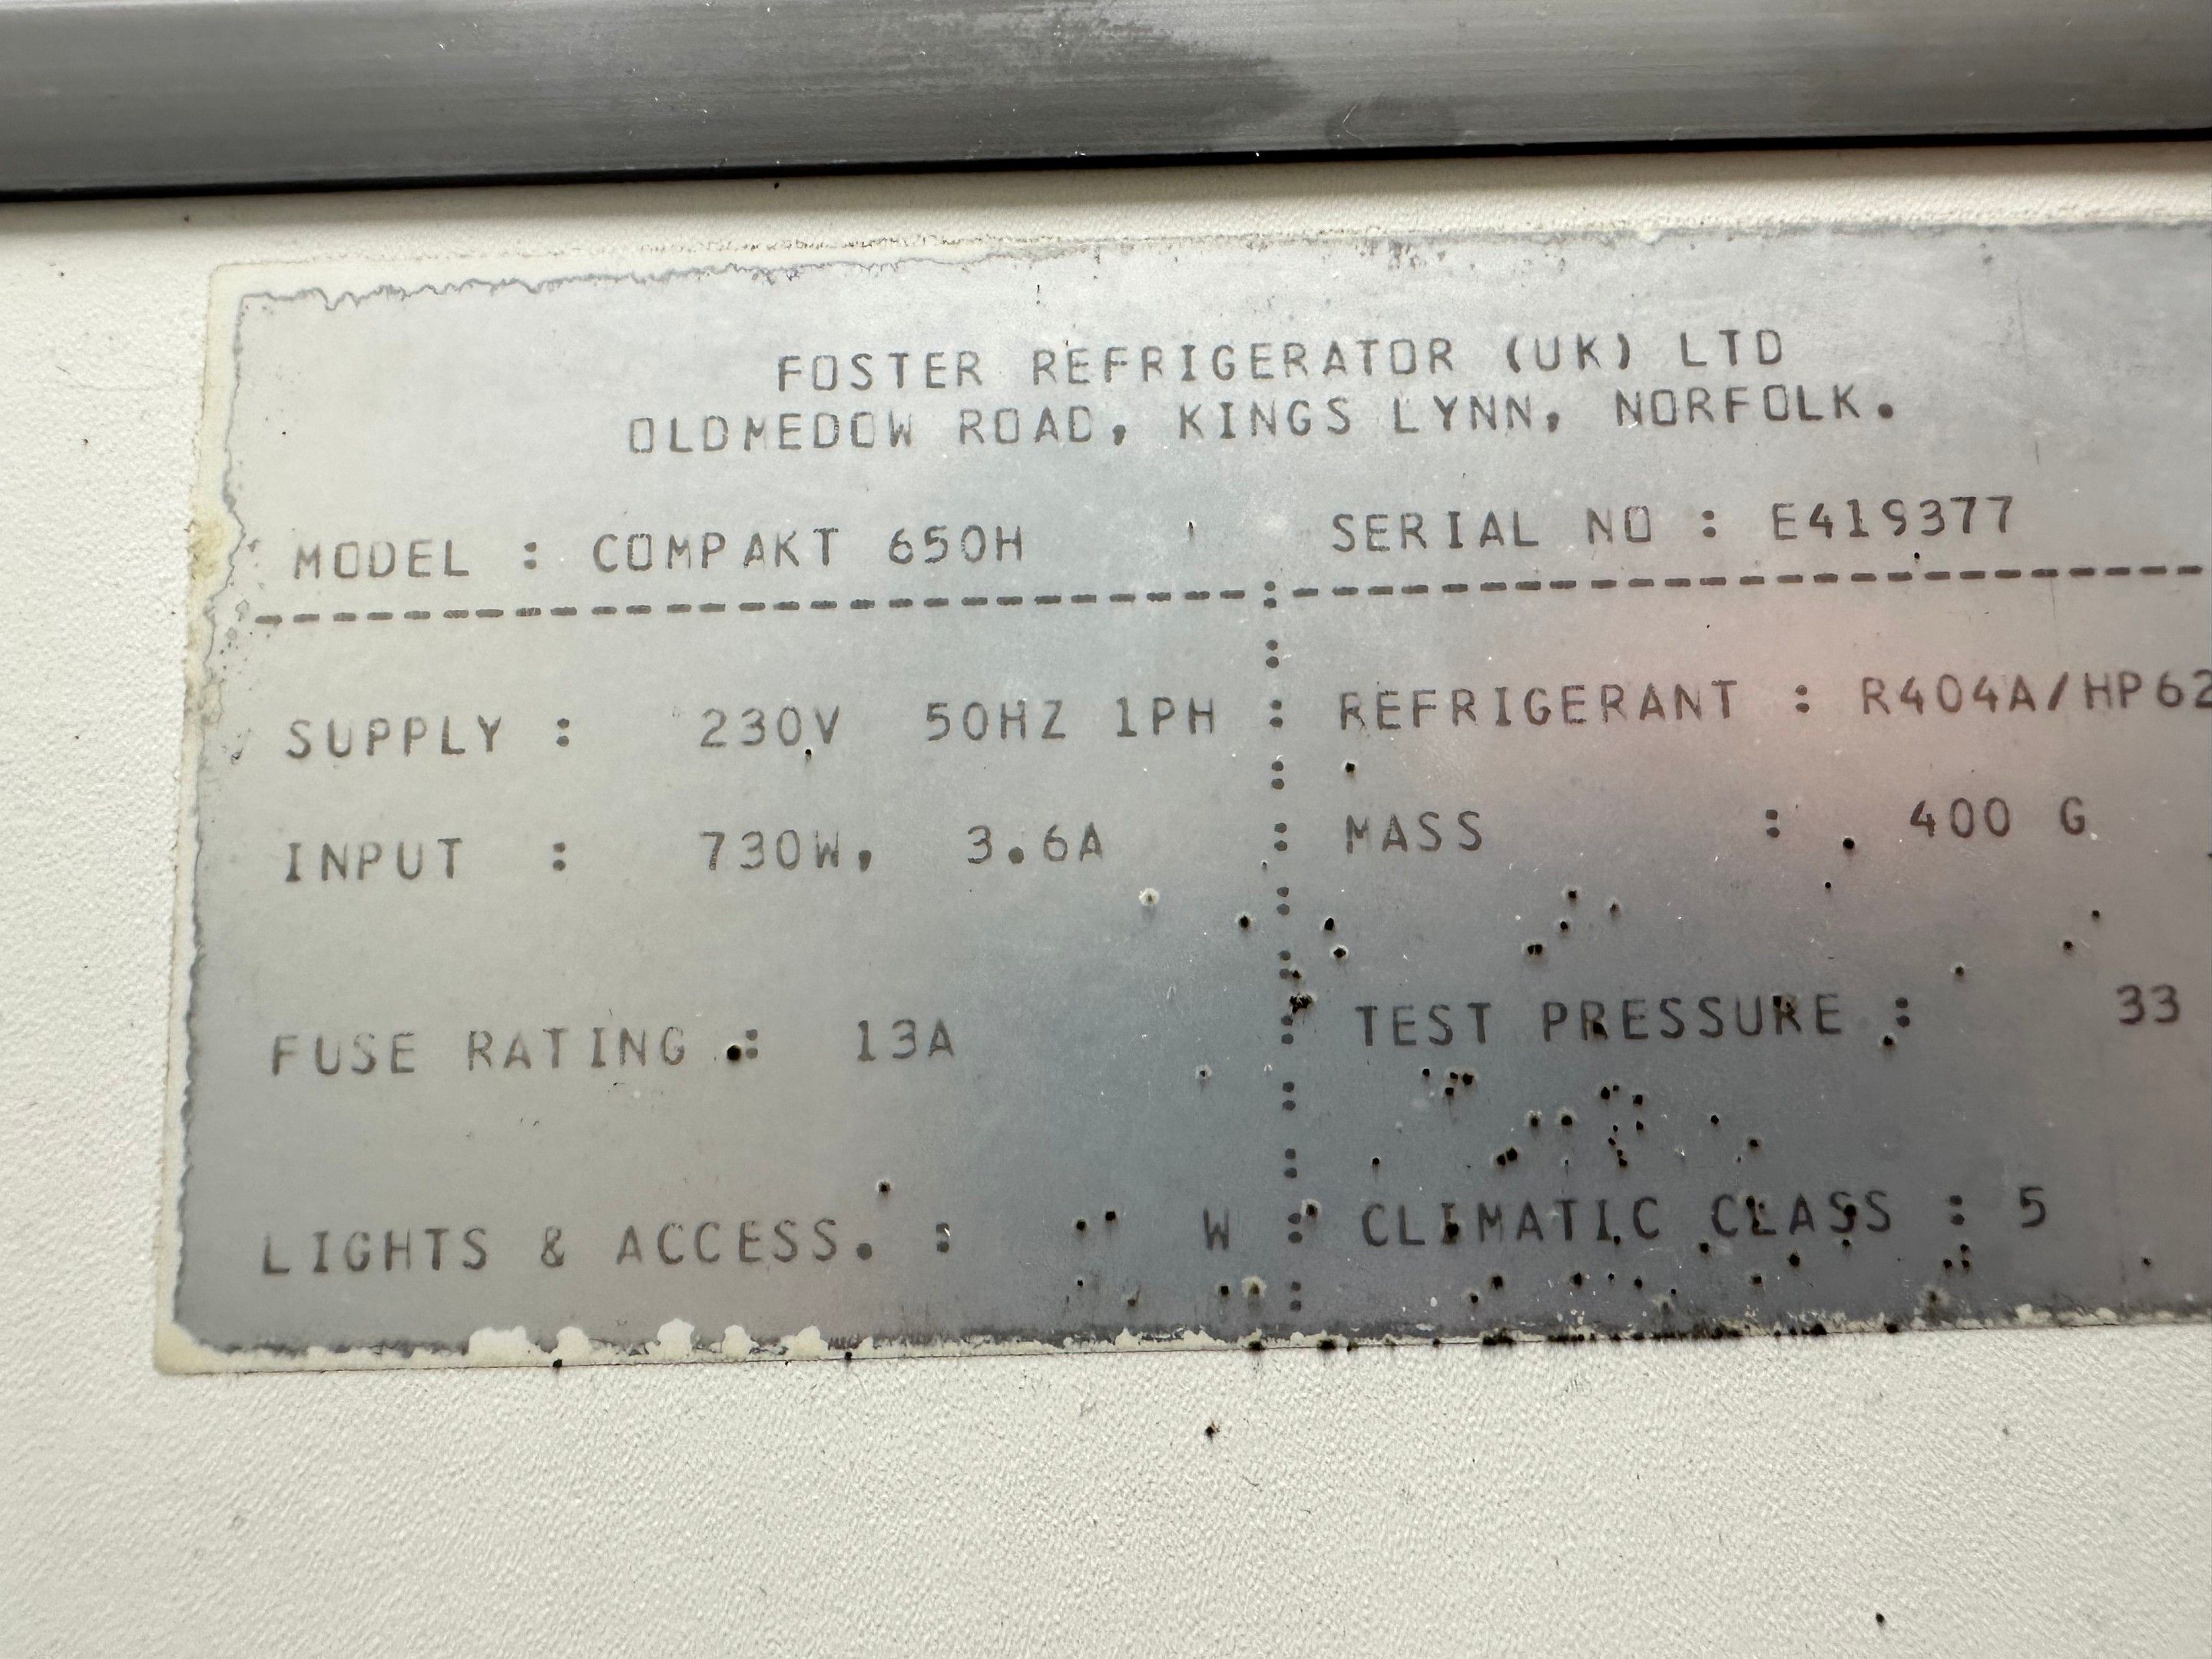 FOSTER REFRIGERATOR (UK) LTD
OLDMEDOW ROAD, KINGS LYNN, NORFOLK.
MODEL : COMPAKT 650H SERIAL NO : E419377
SUPPLY : 230V 50HZ 1PH : REFRIGERANT : R404A/HP62
INPUT : 730W, 3.6A : MASS : 400 G
FUSE RATING : 13A : TEST PRESSURE : 33
LIGHTS & ACCESS. : W : CLIMATIC CLASS : 5